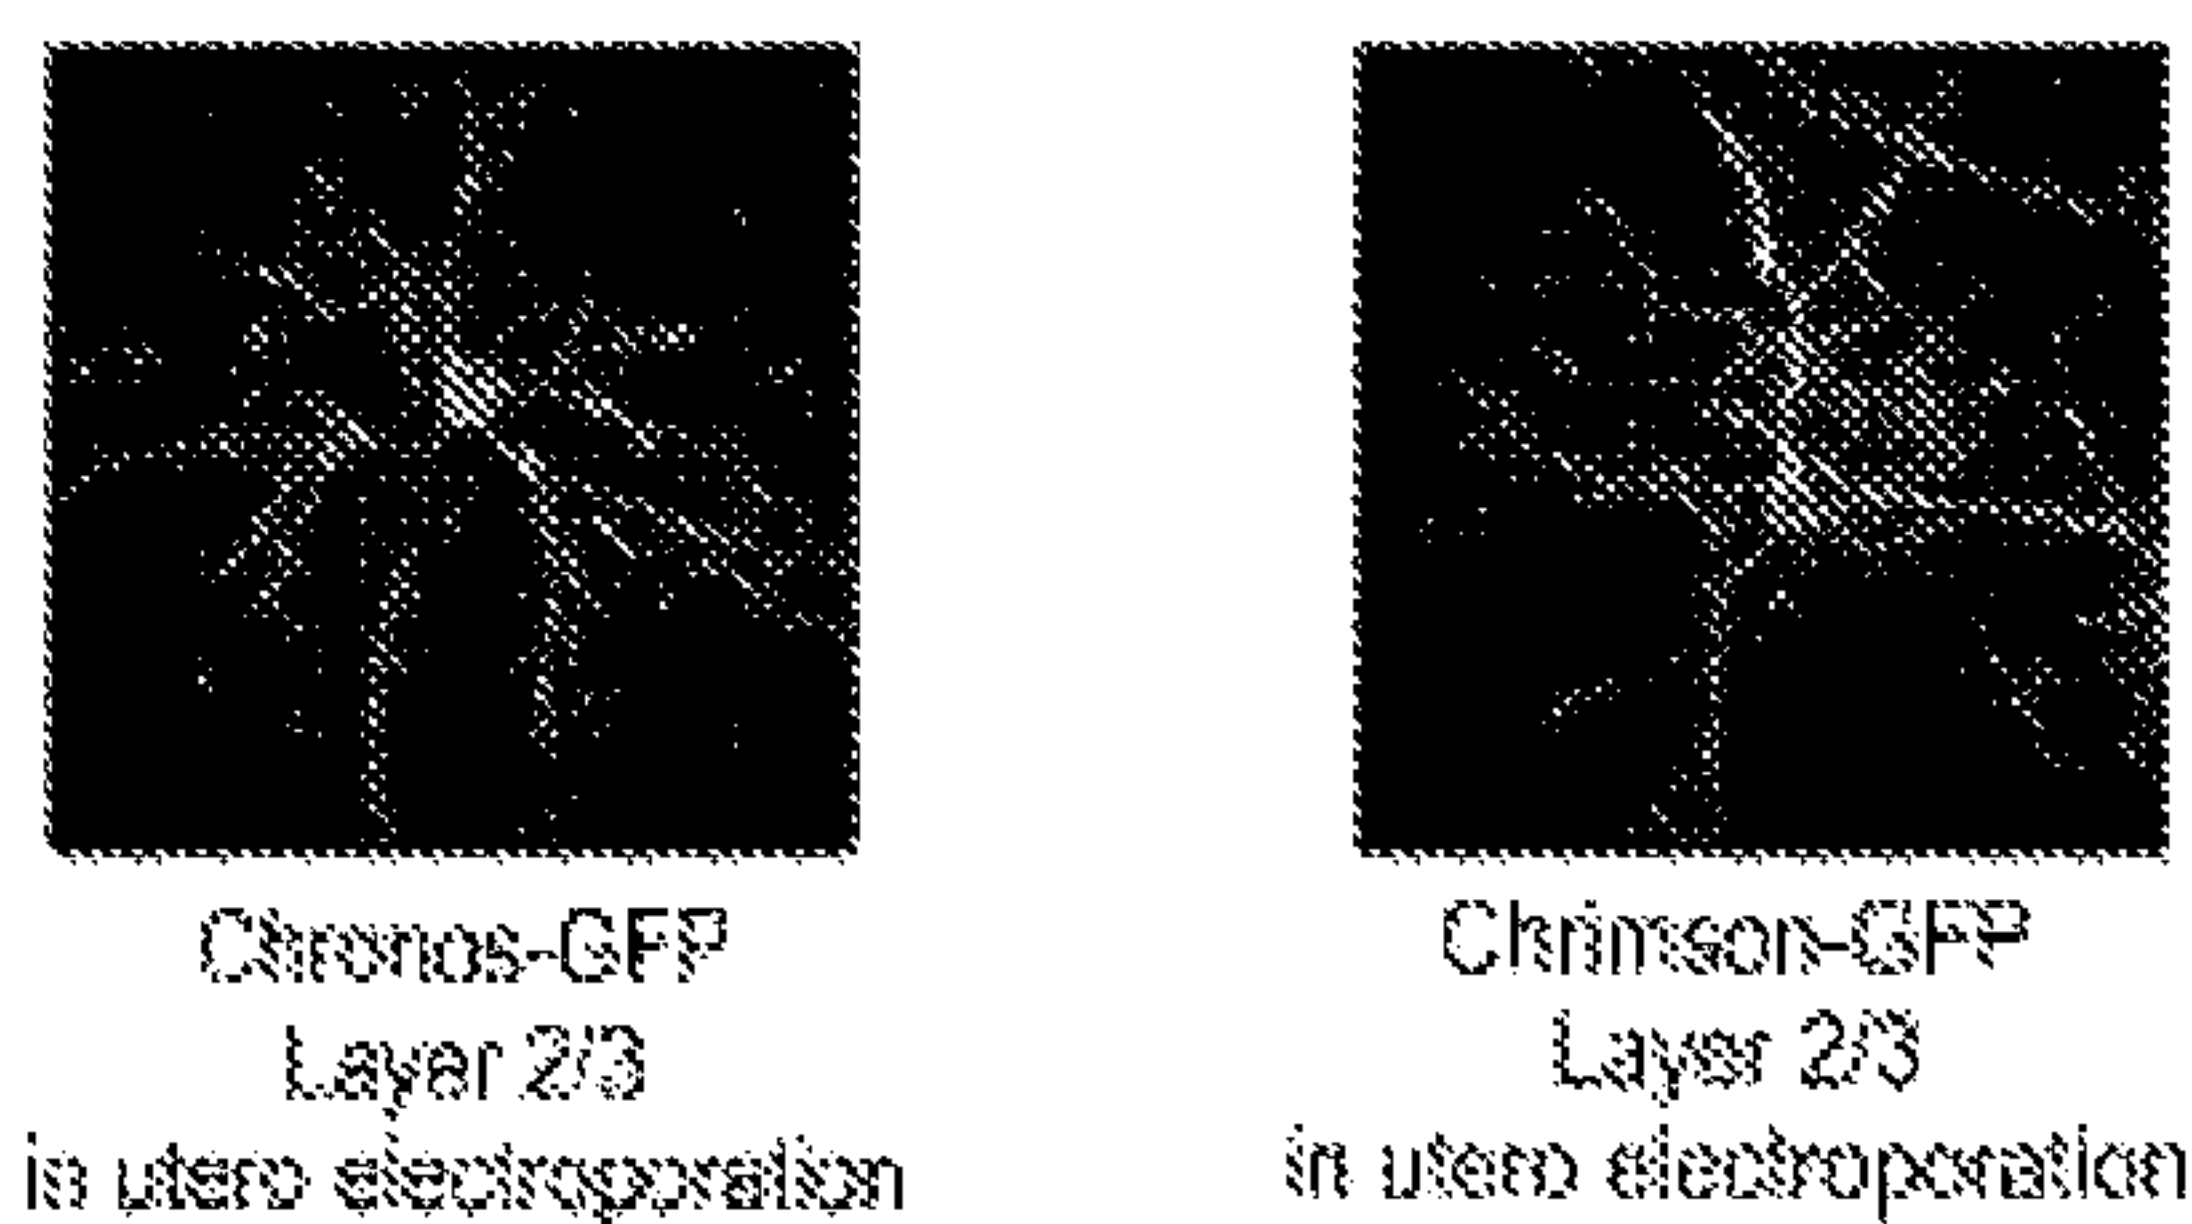 Chronos-GFP
Layer 2/3
in utero electroporation
Chrimson-GFP
Layer 2/3
in utero electroporation